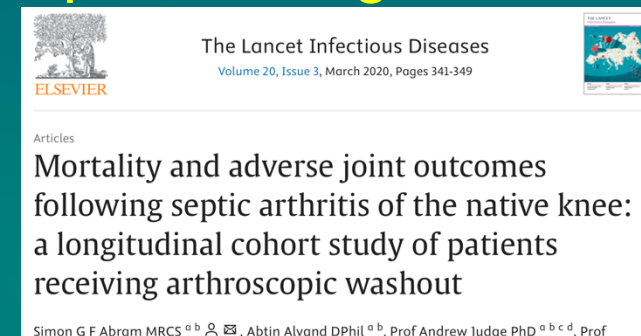 ELSEVIER
The Lancet Infectious Diseases
Volume 20, Issue 3, March 2020, Pages 341-349
Articles
Mortality and adverse joint outcomes
following septic arthritis of the native knee:
a longitudinal cohort study of patients
receiving arthroscopic washout
Simon G F Abram MRCS a b, Abtin Alvand DPhil a b, Prof Andrew Judge PhD a b c d, Prof